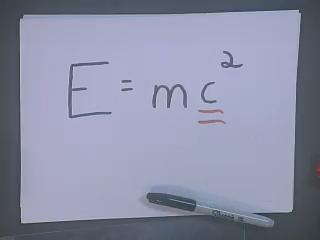 E = mc²